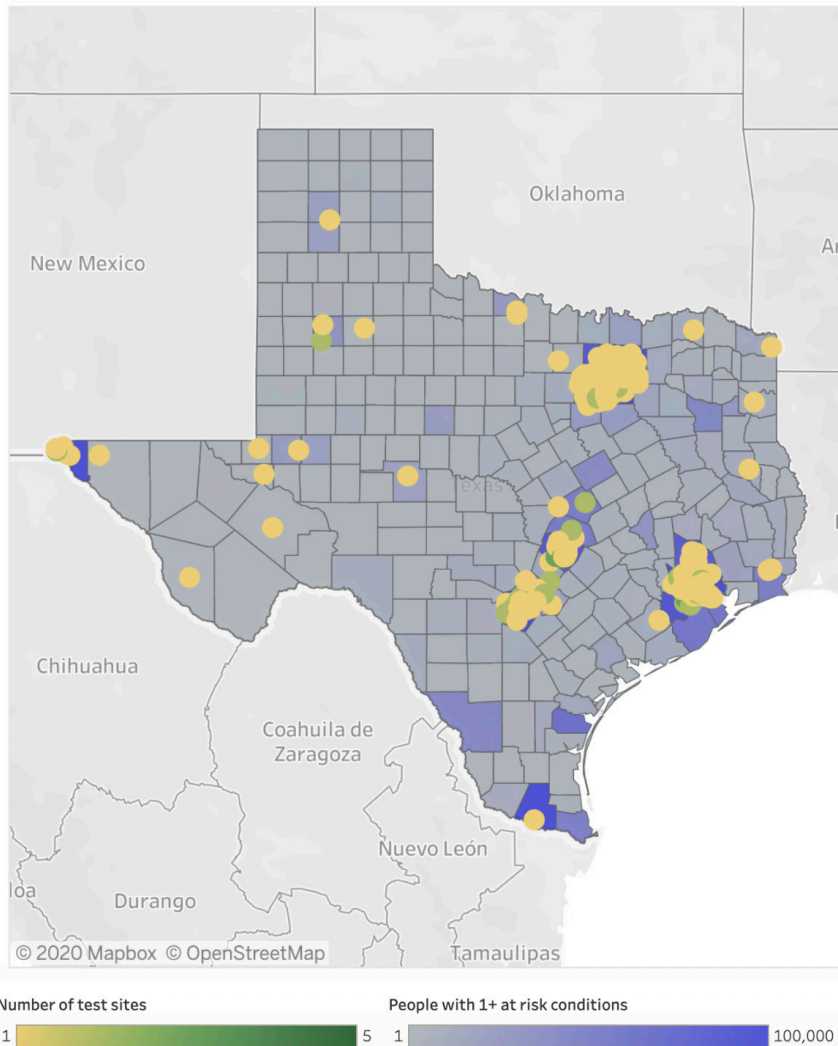 Oklahoma
New Mexico
Ar
Texas
Chihuahua
Coahuila de
Zaragoza
Nuevo León
loa
Durango
© 2020 Mapbox © OpenStreetMap
Tamaulipas
Number of test sites
People with 1+ at risk conditions
1
5
1
100,000